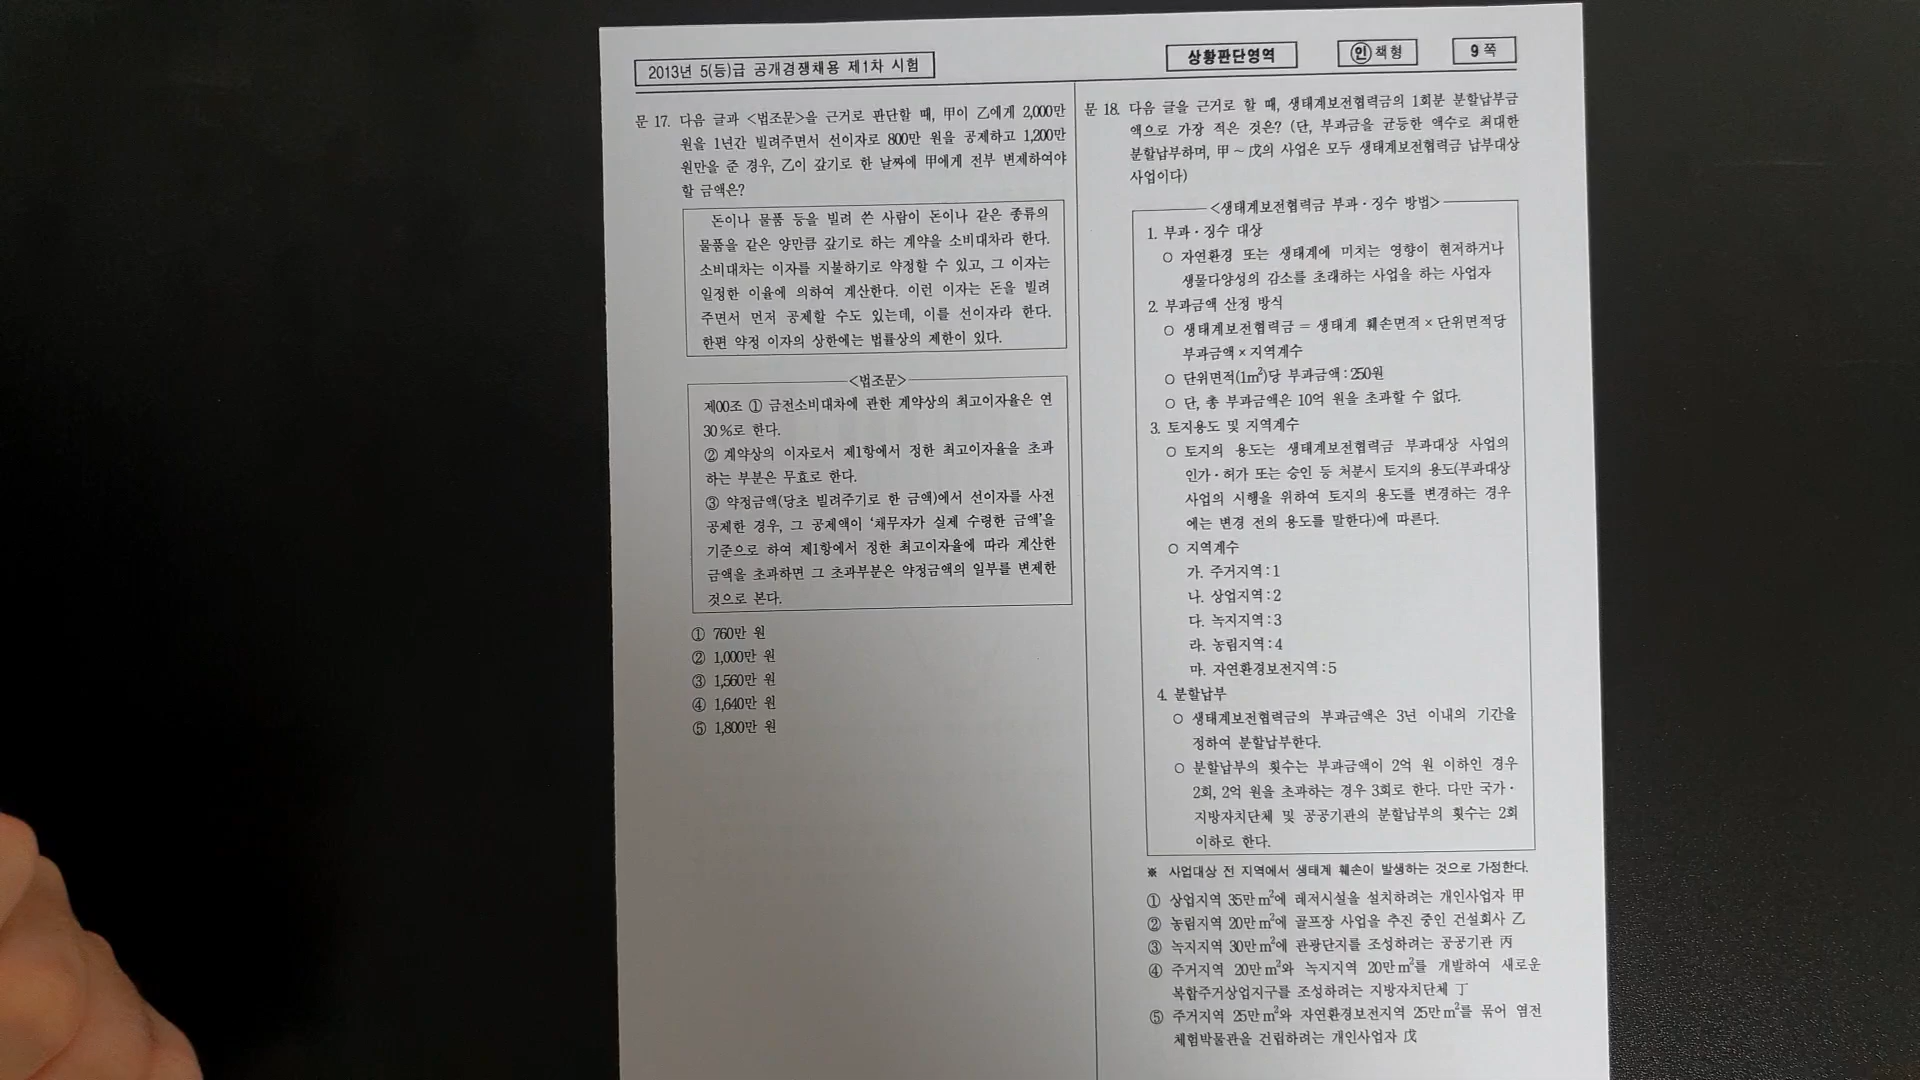 2013년 5(등)급 공개경쟁채용 제1차 시험
상황판단영역
인 책형
9 쪽
문 17. 다음 글과 <법조문>을 근거로 판단할 때, 甲이 乙에게 2,000만
원을 1년간 빌려주면서 선이자로 800만 원을 공제하고 1,200만
원만을 준 경우, 乙이 갚기로 한 날짜에 甲에게 전부 변제하여야
할 금액은?
돈이나 물품 등을 빌려 쓴 사람이 돈이나 같은 종류의
물품을 같은 양만큼 갚기로 하는 계약을 소비대차라 한다.
소비대차는 이자를 지불하기로 약정할 수 있고, 그 이자는
일정한 이율에 의하여 계산한다. 이런 이자는 돈을 빌려
주면서 먼저 공제할 수도 있는데, 이를 선이자라 한다.
한편 약정 이자의 상한에는 법률상의 제한이 있다.
<법조문>
제00조 ① 금전소비대차에 관한 계약상의 최고이자율은 연
30%로 한다.
② 계약상의 이자로서 제1항에서 정한 최고이자율을 초과
하는 부분은 무효로 한다.
③ 약정금액(당초 빌려주기로 한 금액)에서 선이자를 사전
공제한 경우, 그 공제액이 '채무자가 실제 수령한 금액'을
기준으로 하여 제1항에서 정한 최고이자율에 따라 계산한
금액을 초과하면 그 초과부분은 약정금액의 일부를 변제한
것으로 본다.
① 760만 원
② 1,000만 원
③ 1,560만 원
④ 1,640만 원
⑤ 1,800만 원
문 18. 다음 글을 근거로 할 때, 생태계보전협력금의 1회분 분할납부금
액으로 가장 적은 것은? (단, 부과금을 균등한 액수로 최대한
분할납부하며, 甲 ~ 戊의 사업은 모두 생태계보전협력금 납부대상
사업이다)
<생태계보전협력금 부과·징수 방법>
1. 부과·징수 대상
○ 자연환경 또는 생태계에 미치는 영향이 현저하거나
생물다양성의 감소를 초래하는 사업을 하는 사업자
2. 부과금액 산정 방식
○ 생태계보전협력금 = 생태계 훼손면적 × 단위면적당
부과금액 × 지역계수
○ 단위면적(1m²)당 부과금액 : 250원
○ 단, 총 부과금액은 10억 원을 초과할 수 없다.
3. 토지용도 및 지역계수
○ 토지의 용도는 생태계보전협력금 부과대상 사업의
인가·허가 또는 승인 등 처분시 토지의 용도(부과대상
사업의 시행을 위하여 토지의 용도를 변경하는 경우
에는 변경 전의 용도를 말한다)에 따른다.
○ 지역계수
가. 주거지역 : 1
나. 상업지역 : 2
다. 녹지지역 : 3
라. 농림지역 : 4
마. 자연환경보전지역 : 5
4. 분할납부
○ 생태계보전협력금의 부과금액은 3년 이내의 기간을
정하여 분할납부한다.
○ 분할납부의 횟수는 부과금액이 2억 원 이하인 경우
2회, 2억 원을 초과하는 경우 3회로 한다. 다만 국가·
지방자치단체 및 공공기관의 분할납부의 횟수는 2회
이하로 한다.
※ 사업대상 전 지역에서 생태계 훼손이 발생하는 것으로 가정한다.
① 상업지역 35만 m²에 레저시설을 설치하려는 개인사업자 甲
② 농림지역 20만 m²에 골프장 사업을 추진 중인 건설회사 乙
③ 녹지지역 30만 m²에 관광단지를 조성하려는 공공기관 丙
④ 주거지역 20만 m²와 녹지지역 20만 m²를 개발하여 새로운
복합주거상업지구를 조성하려는 지방자치단체 丁
⑤ 주거지역 25만 m²와 자연환경보전지역 25만 m²를 묶어 염전
체험박물관을 건립하려는 개인사업자 戊